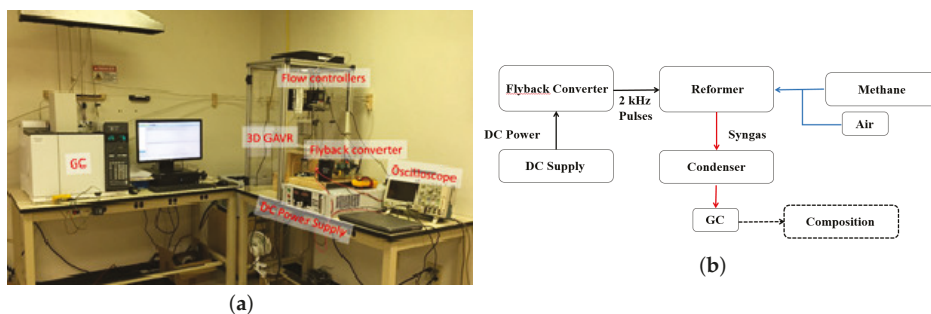 Flow controllers
3D GAVR
Flyback converter
GC
Oscilloscope
DC Power Supply
(a)
Flyback Converter
2 kHz
Pulses
Reformer
Methane
Air
DC Power
Syngas
DC Supply
Condenser
GC
Composition
(b)